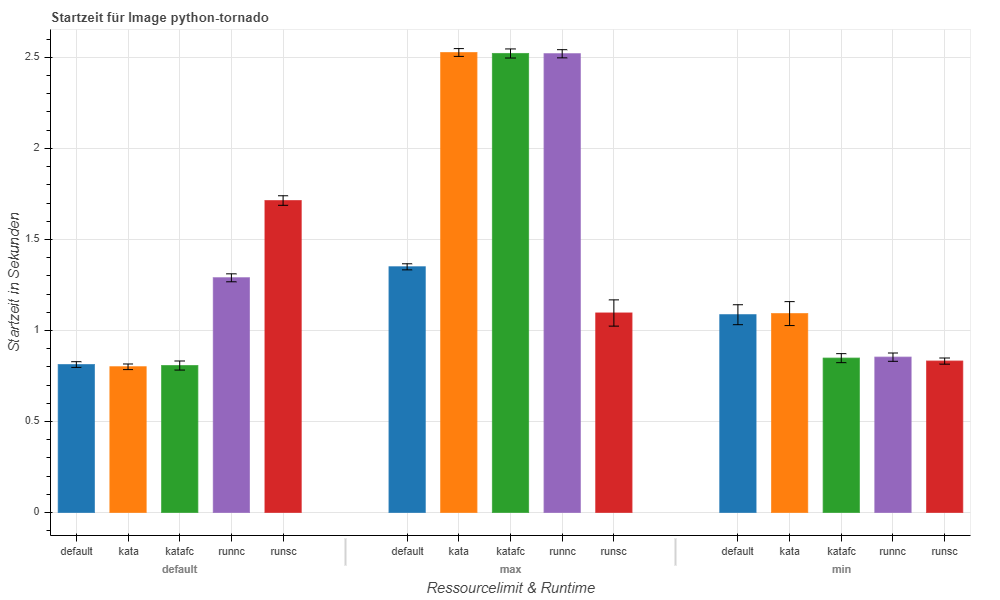 Startzeit für Image python-tornado
Startzeit in Sekunden
2.5
2
1.5
1
0.5
0
default kata katafc runnc runsc default kata katafc runnc runsc default kata katafc runnc runsc
default max min
Ressourcelimit & Runtime